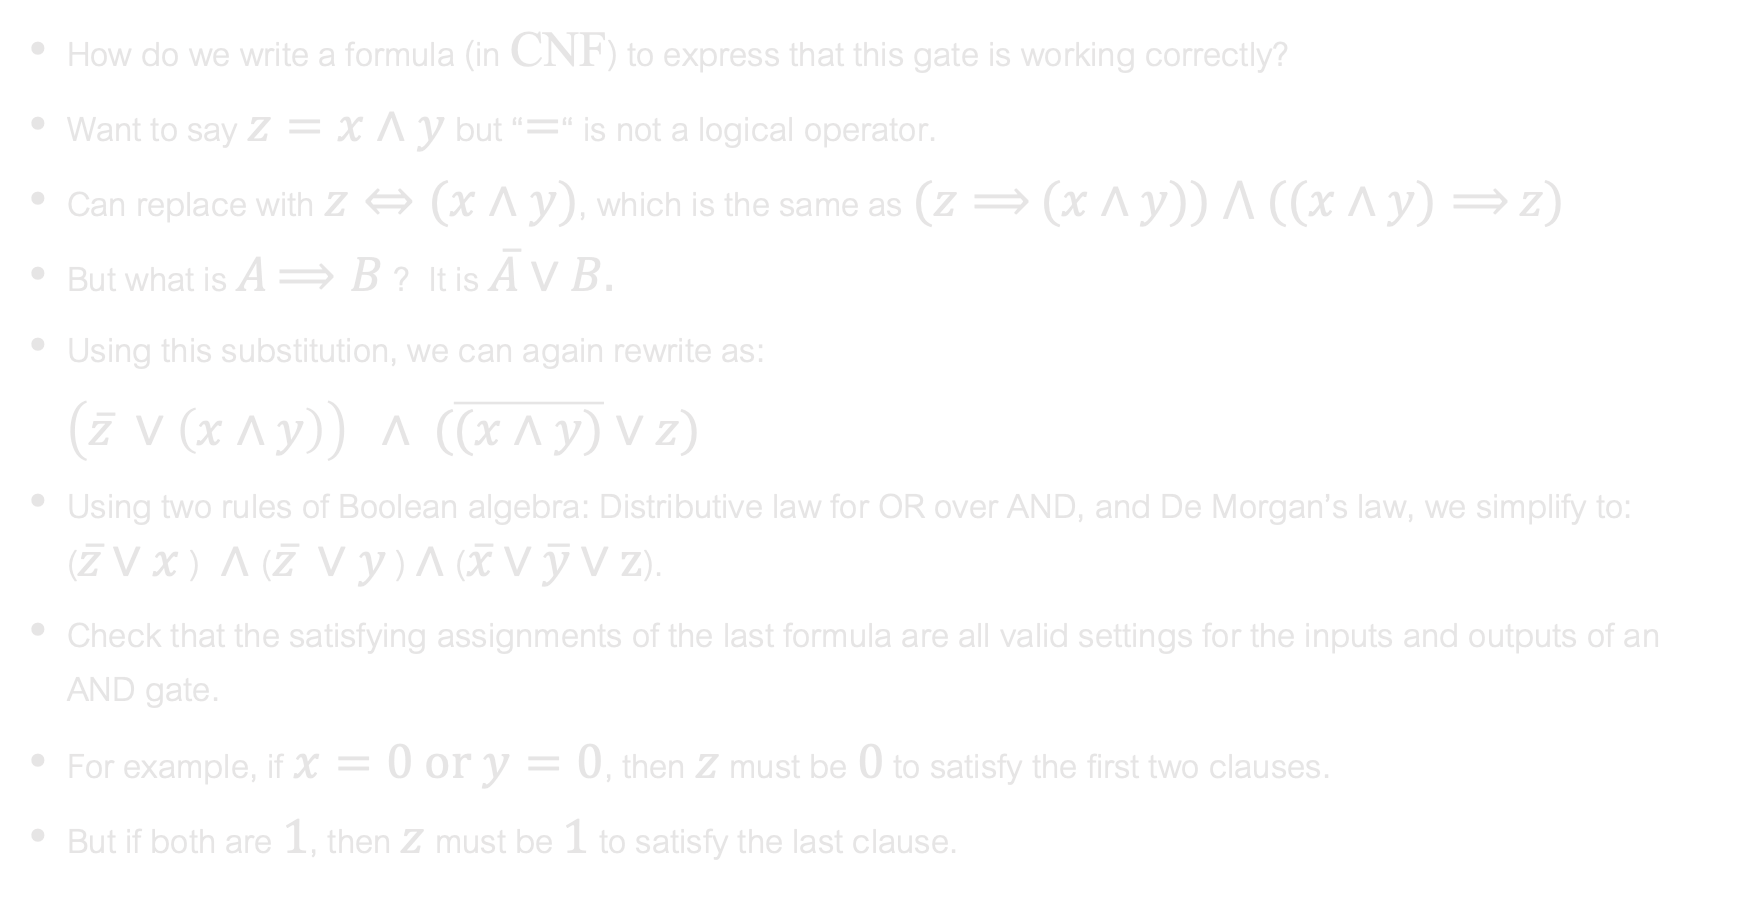 • How do we write a formula (in CNF) to express that this gate is working correctly?
• Want to say z = x ∧ y but “=“ is not a logical operator.
• Can replace with z ⟺ (x ∧ y), which is the same as (z ⟹ (x ∧ y)) ∧ ((x ∧ y) ⟹ z)
• But what is A ⟹ B ? It is Ā ∨ B.
• Using this substitution, we can again rewrite as:
(z̄ ∨ (x ∧ y)) ∧ (\overline{(x ∧ y)} ∨ z)
• Using two rules of Boolean algebra: Distributive law for OR over AND, and De Morgan’s law, we simplify to:
(z̄ ∨ x ) ∧ (z̄ ∨ y ) ∧ (x̄ ∨ ȳ ∨ z).
• Check that the satisfying assignments of the last formula are all valid settings for the inputs and outputs of an
AND gate.
• For example, if x = 0 or y = 0, then z must be 0 to satisfy the first two clauses.
• But if both are 1, then z must be 1 to satisfy the last clause.